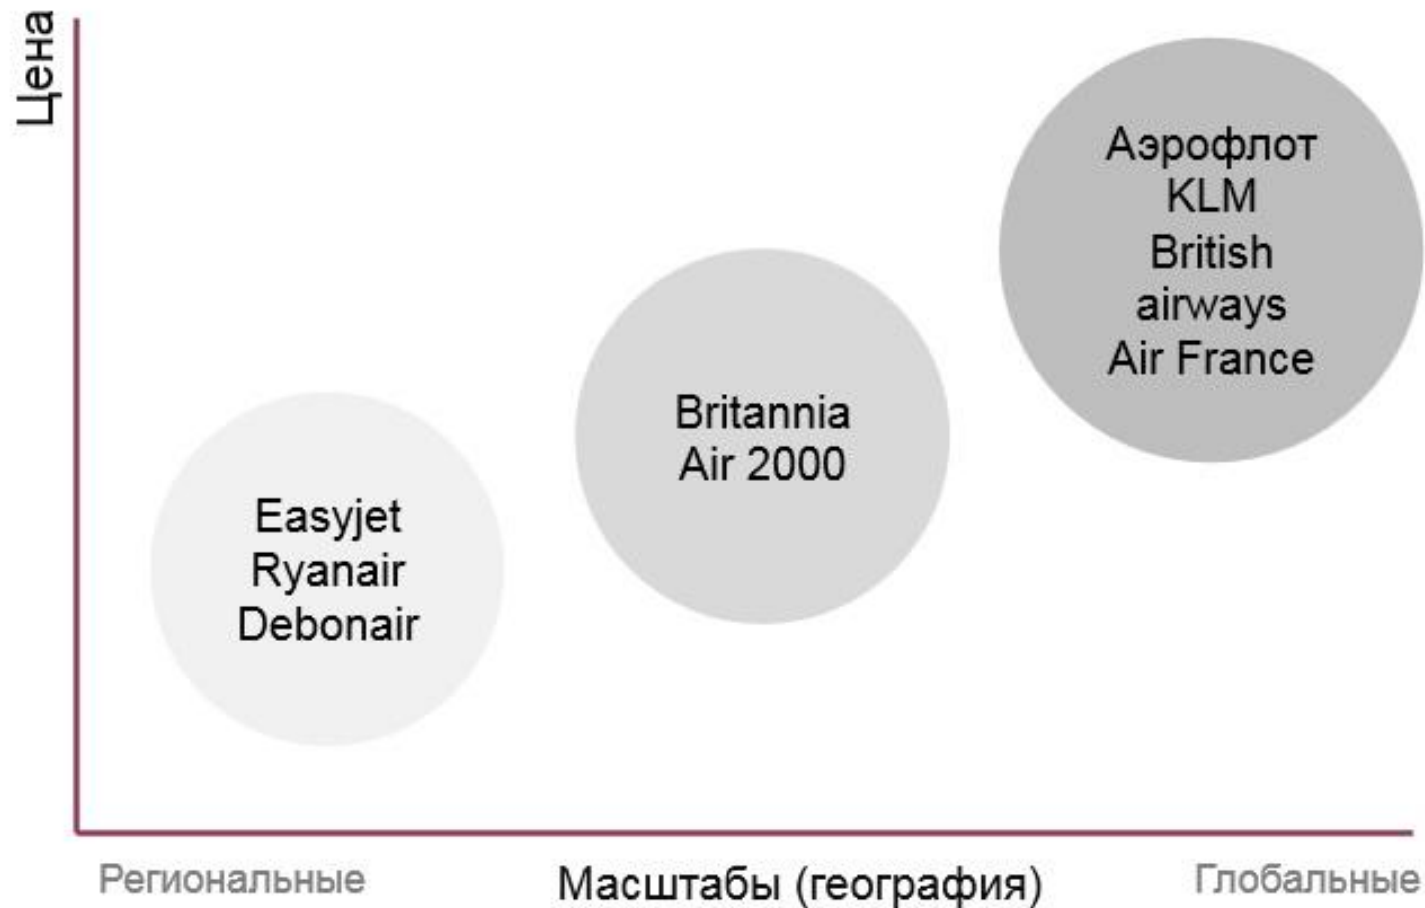 Цена
Аэрофлот
KLM
British
airways
Air France
Britannia
Air 2000
Easyjet
Ryanair
Debonair
Региональные
Масштабы (география)
Глобальные